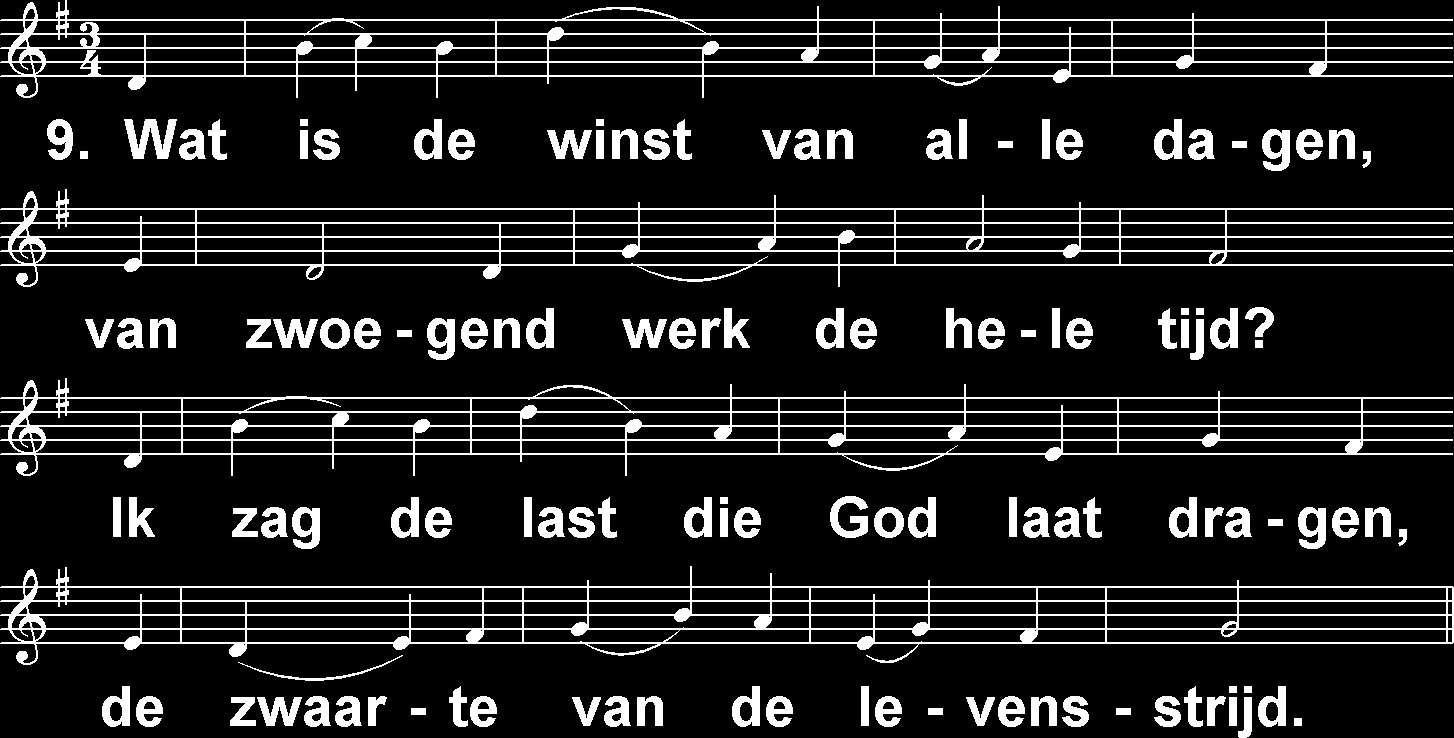 9. Wat is de winst van al - le da - gen,
van zwoe - gend werk de he - le tijd?
Ik zag de last die God laat dra - gen,
de zwaar - te van de le - vens - strijd.